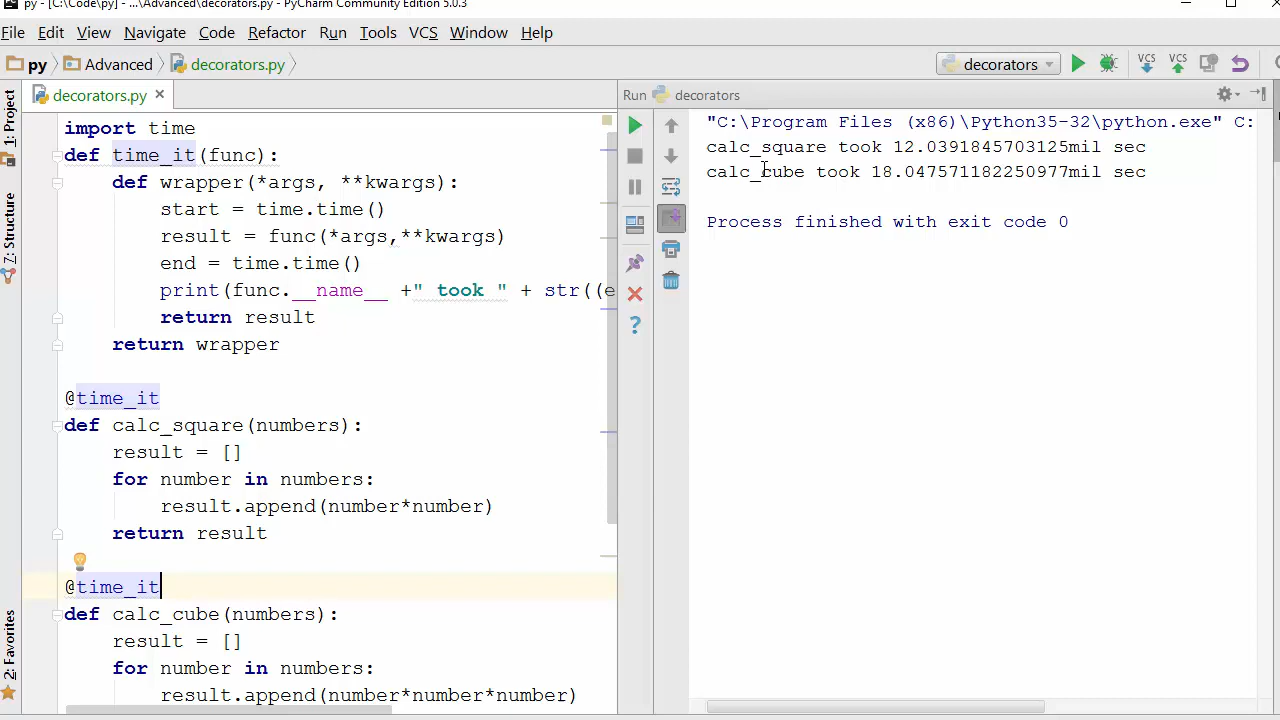 py - [C:\Code\py] - ...\Advanced\decorators.py - PyCharm Community Edition 5.0.3
File Edit View Navigate Code Refactor Run Tools VCS Window Help
py Advanced decorators.py decorators VCS VCS
decorators.py
Run decorators
1: Project
7: Structure
2: Favorites
import time
def time_it(func):
    def wrapper(*args, **kwargs):
        start = time.time()
        result = func(*args,**kwargs)
        end = time.time()
        print(func.__name__ +" took " + str((e
        return result
    return wrapper
@time_it
def calc_square(numbers):
    result = []
    for number in numbers:
        result.append(number*number)
    return result
@time_it
def calc_cube(numbers):
    result = []
    for number in numbers:
        result.append(number*number*number)
"C:\Program Files (x86)\Python35-32\python.exe" C:
calc_square took 12.0391845703125mil sec
calc_cube took 18.047571182250977mil sec
Process finished with exit code 0